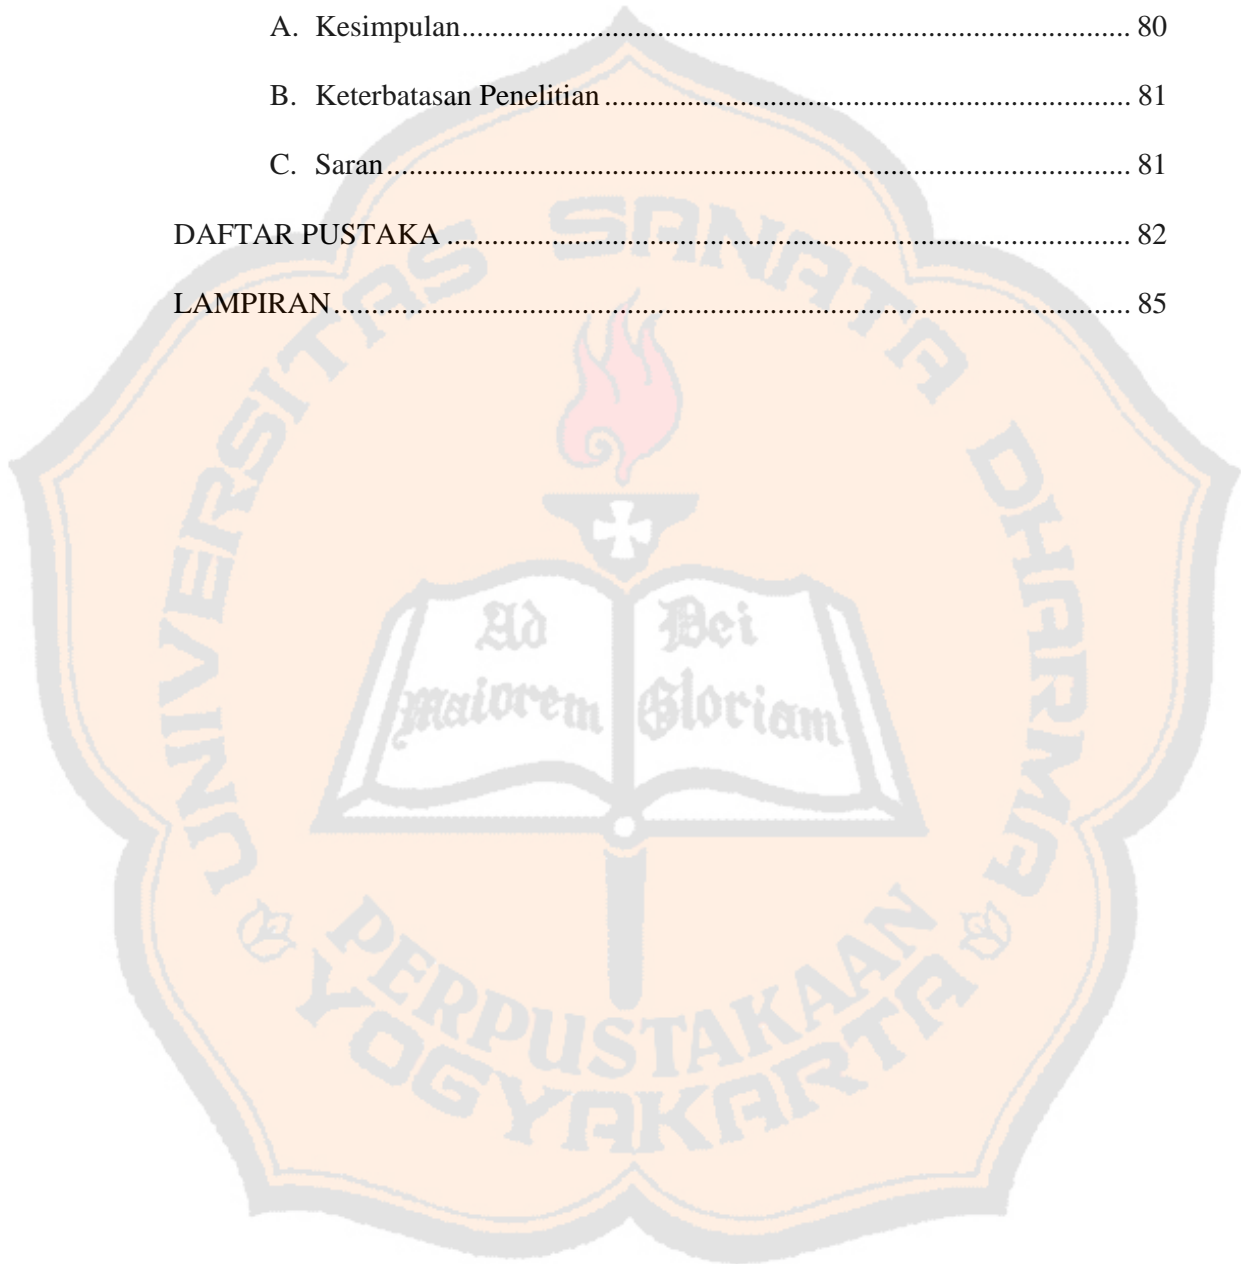 A. Kesimpulan.................................................................................... 80
B. Keterbatasan Penelitian .................................................................. 81
C. Saran............................................................................................. 81
DAFTAR PUSTAKA ...................................................................................... 82
LAMPIRAN.................................................................................................... 85
UNIVERSITAS SANATA DHARMA
Ad Dei
maiorem Gloriam
PERPUSTAKAAN
YOGYAKARTA